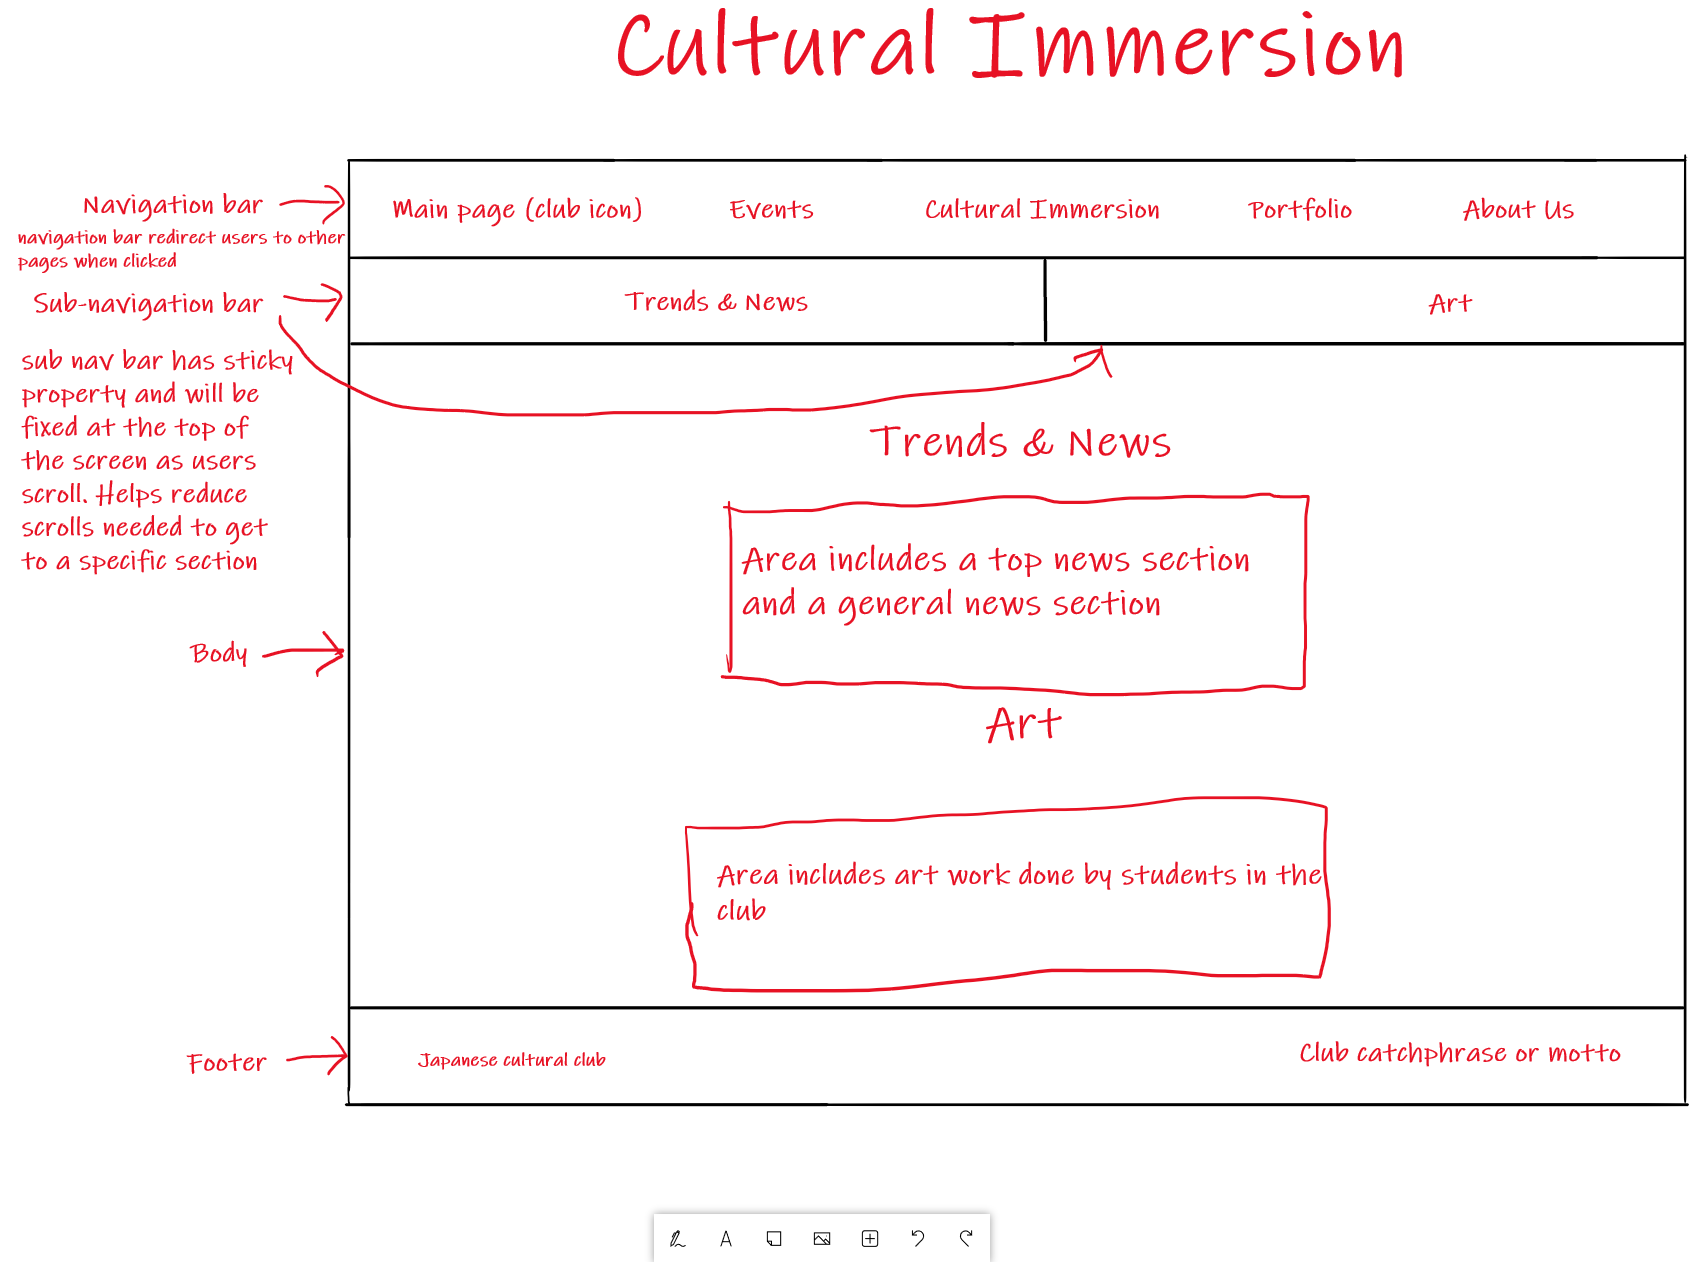 Cultural Immersion
Navigation bar
navigation bar redirect users to other
pages when clicked
Main page (club icon)
Events
Cultural Immersion
Portfolio
About Us
Sub-navigation bar
Trends & News
Art
sub nav bar has sticky
property and will be
fixed at the top of
the screen as users
scroll. Helps reduce
scrolls needed to get
to a specific section
Trends & News
Area includes a top news section
and a general news section
Body
Art
Area includes art work done by students in the
club
Footer
Japanese cultural club
Club catchphrase or motto